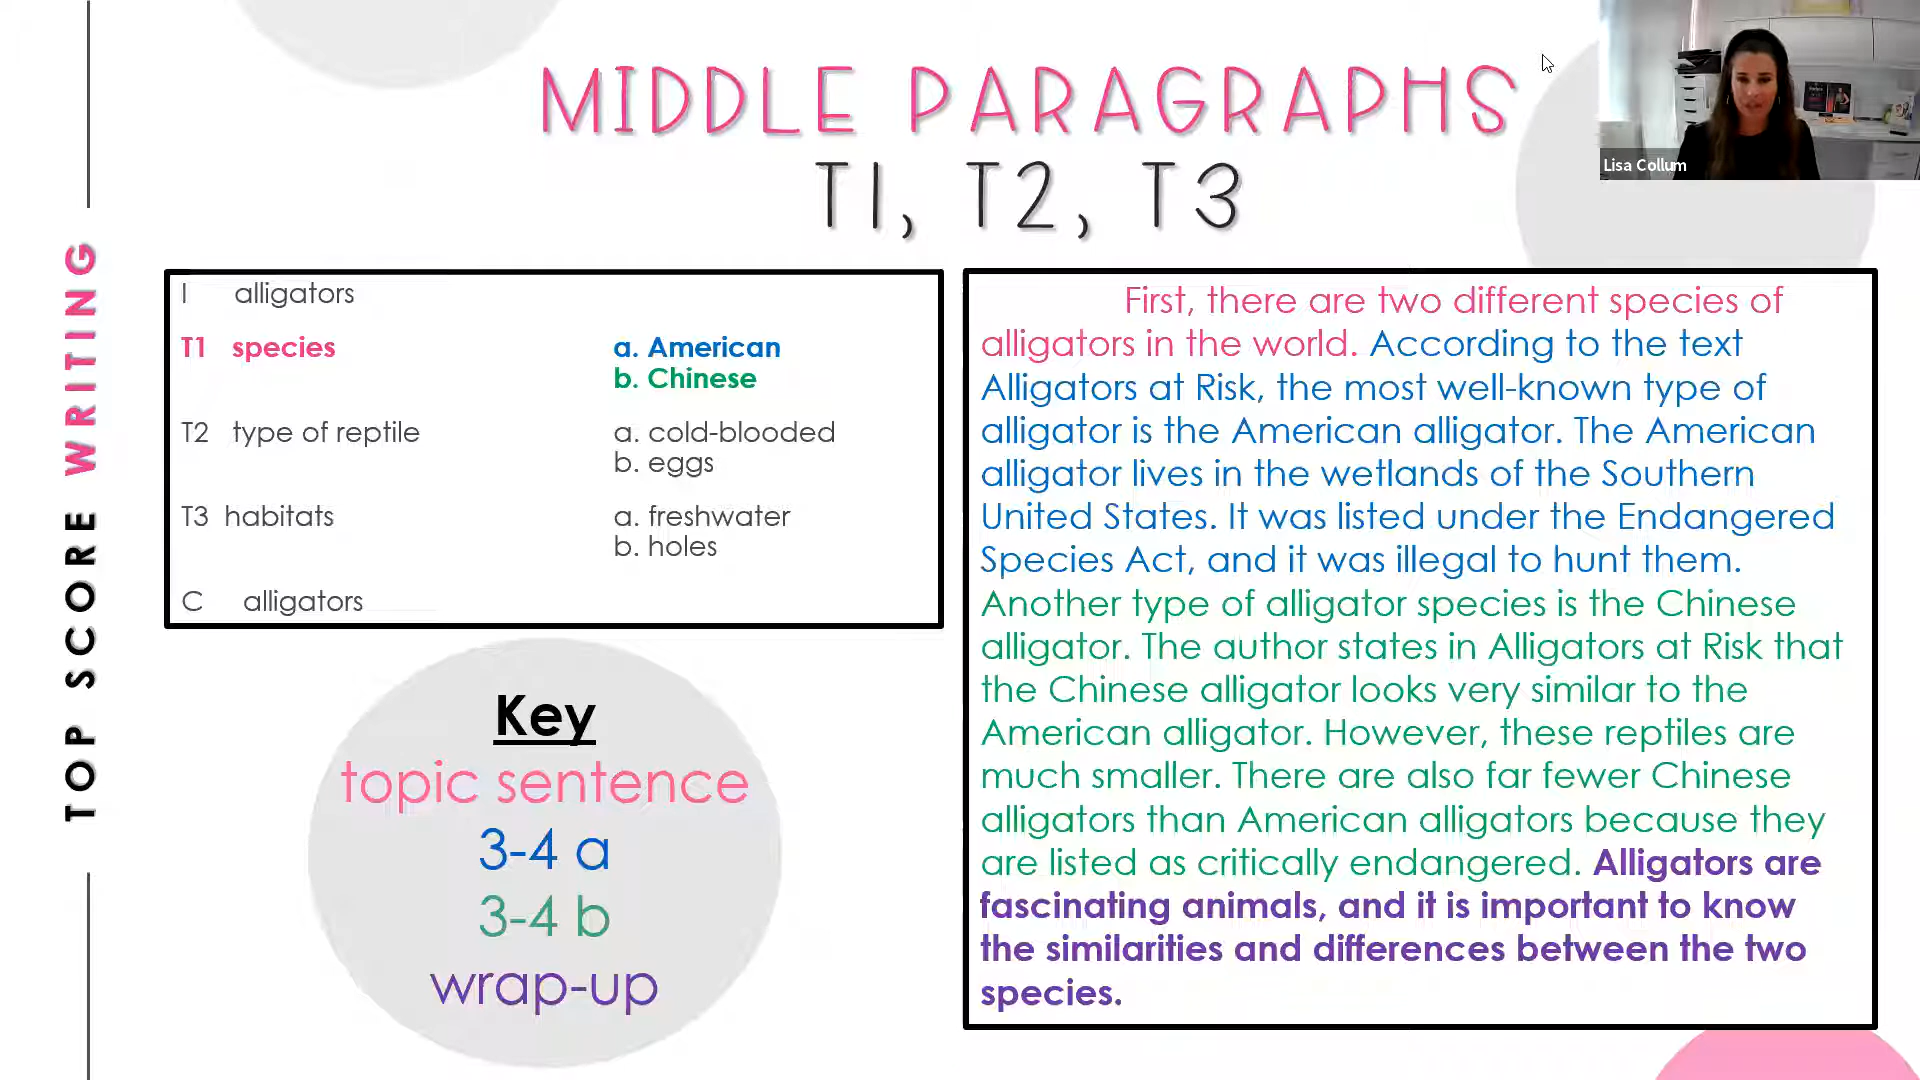 MIDDLE PARAGRAPHS
T1, T2, T3
Lisa Collum
TOP SCORE WRITING
I alligators
T1 species a. American
b. Chinese
T2 type of reptile a. cold-blooded
b. eggs
T3 habitats a. freshwater
b. holes
C alligators
Key
topic sentence
3-4 a
3-4 b
wrap-up
First, there are two different species of
alligators in the world. According to the text
Alligators at Risk, the most well-known type of
alligator is the American alligator. The American
alligator lives in the wetlands of the Southern
United States. It was listed under the Endangered
Species Act, and it was illegal to hunt them.
Another type of alligator species is the Chinese
alligator. The author states in Alligators at Risk that
the Chinese alligator looks very similar to the
American alligator. However, these reptiles are
much smaller. There are also far fewer Chinese
alligators than American alligators because they
are listed as critically endangered. Alligators are
fascinating animals, and it is important to know
the similarities and differences between the two
species.